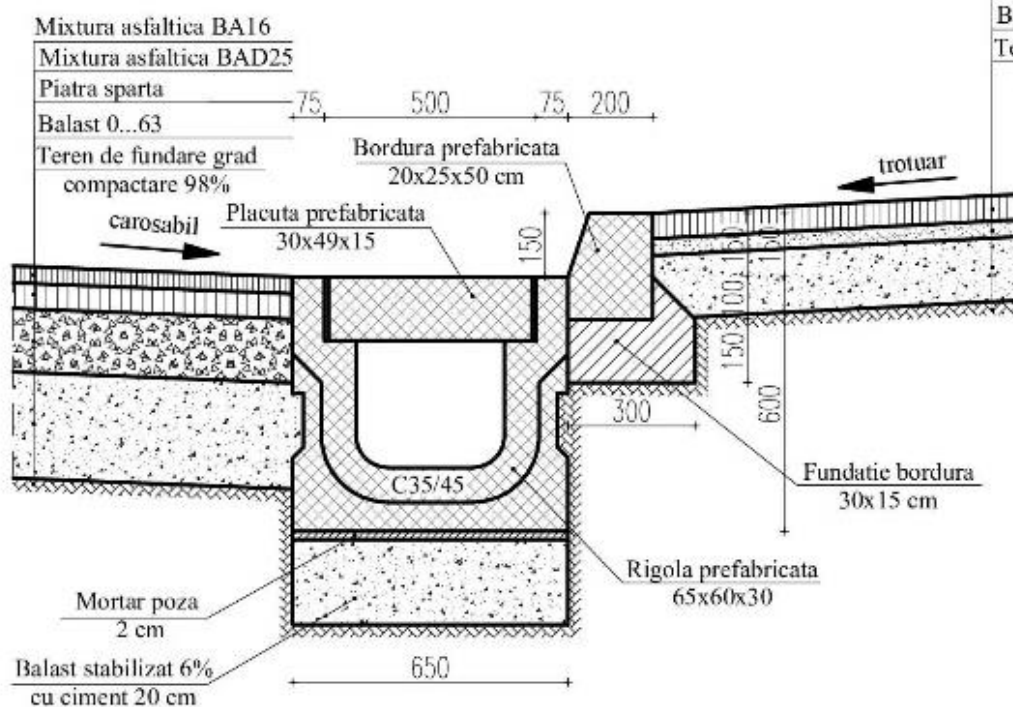 Mixtura asfaltica BA16
Mixtura asfaltica BAD25
Piatra sparta
Balast 0...63
Teren de fundare grad
compactare 98%
carosabil
75 500 75 200
Bordura prefabricata
20x25x50 cm
Placuta prefabricata
30x49x15
150
trotuar
B
Te
150
100
150
150
600
300
C35/45
Fundatie bordura
30x15 cm
Rigola prefabricata
65x60x30
Mortar poza
2 cm
Balast stabilizat 6%
cu ciment 20 cm
650